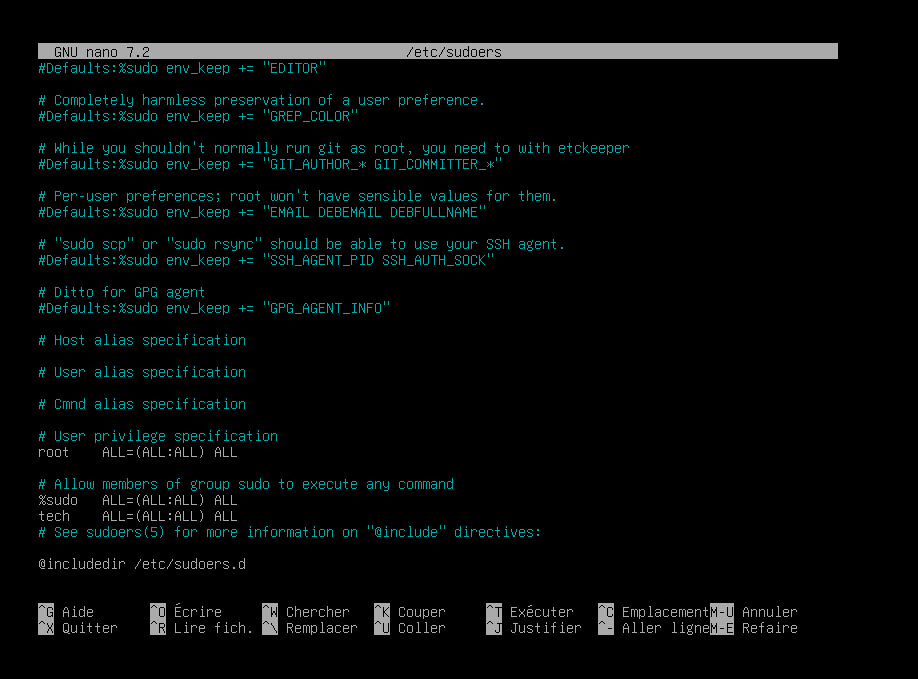 GNU nano 7.2 /etc/sudoers
#Defaults:%sudo env_keep += "EDITOR"
# Completely harmless preservation of a user preference.
#Defaults:%sudo env_keep += "GREP_COLOR"
# While you shouldn't normally run git as root, you need to with etckeeper
#Defaults:%sudo env_keep += "GIT_AUTHOR_* GIT_COMMITTER_*"
# Per-user preferences; root won't have sensible values for them.
#Defaults:%sudo env_keep += "EMAIL DEBEMAIL DEBFULLNAME"
# "sudo scp" or "sudo rsync" should be able to use your SSH agent.
#Defaults:%sudo env_keep += "SSH_AGENT_PID SSH_AUTH_SOCK"
# Ditto for GPG agent
#Defaults:%sudo env_keep += "GPG_AGENT_INFO"
# Host alias specification
# User alias specification
# Cmnd alias specification
# User privilege specification
root    ALL=(ALL:ALL) ALL
# Allow members of group sudo to execute any command
%sudo   ALL=(ALL:ALL) ALL
tech    ALL=(ALL:ALL) ALL
# See sudoers(5) for more information on "@include" directives:
@includedir /etc/sudoers.d
^G Aide ^O Écrire ^W Chercher ^K Couper ^T Exécuter ^C Emplacement M-U Annuler
^X Quitter ^R Lire fich. ^\ Remplacer ^U Coller ^J Justifier ^- Aller ligne M-E Refaire